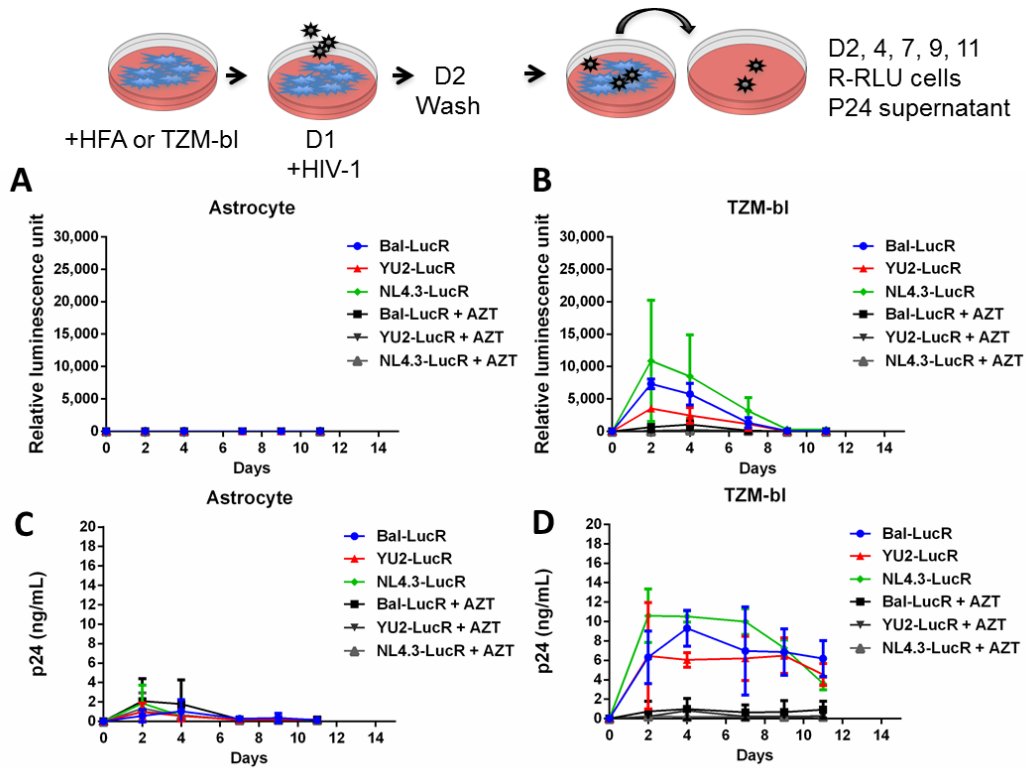 +HFA or TZM-bl
D1
+HIV-1
D2
Wash
D2, 4, 7, 9, 11
R-RLU cells
P24 supernatant
A
Astrocyte
Relative luminescence unit
30,000
25,000
20,000
15,000
10,000
5,000
0
0 2 4 6 8 10 12 14
Days
Bal-LucR
YU2-LucR
NL4.3-LucR
Bal-LucR + AZT
YU2-LucR + AZT
NL4.3-LucR + AZT
B
TZM-bl
Relative luminescence unit
30,000
25,000
20,000
15,000
10,000
5,000
0
0 2 4 6 8 10 12 14
Days
Bal-LucR
YU2-LucR
NL4.3-LucR
Bal-LucR + AZT
YU2-LucR + AZT
NL4.3-LucR + AZT
C
Astrocyte
p24 (ng/mL)
20
18
16
14
12
10
8
6
4
2
0
0 2 4 6 8 10 12 14
Days
Bal-LucR
YU2-LucR
NL4.3-LucR
Bal-LucR + AZT
YU2-LucR + AZT
NL4.3-LucR + AZT
D
TZM-bl
p24 (ng/mL)
20
18
16
14
12
10
8
6
4
2
0
0 2 4 6 8 10 12 14
Days
Bal-LucR
YU2-LucR
NL4.3-LucR
Bal-LucR + AZT
YU2-LucR + AZT
NL4.3-LucR + AZT